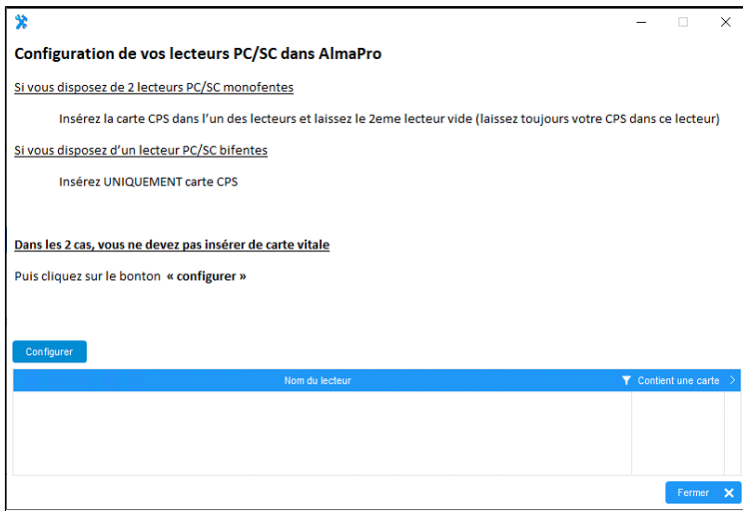 Configuration de vos lecteurs PC/SC dans AlmaPro
Si vous disposez de 2 lecteurs PC/SC monofentes
Insérez la carte CPS dans l'un des lecteurs et laissez le 2eme lecteur vide (laissez toujours votre CPS dans ce lecteur)
Si vous disposez d'un lecteur PC/SC bifentes
Insérez UNIQUEMENT carte CPS
Dans les 2 cas, vous ne devez pas insérer de carte vitale
Puis cliquez sur le bonton « configurer »
Configurer
Nom du lecteur Contient une carte
Fermer